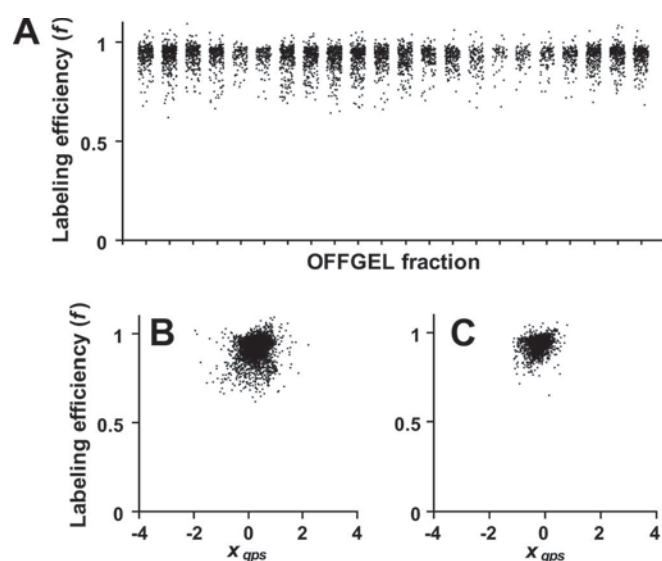 A
Labeling efficiency (f)
1
0.5
0
OFFGEL fraction
B
C
Labeling efficiency (f)
1
0.5
0
-4 -2 0 2 4
x qps
1
0.5
0
-4 -2 0 2 4
x qps